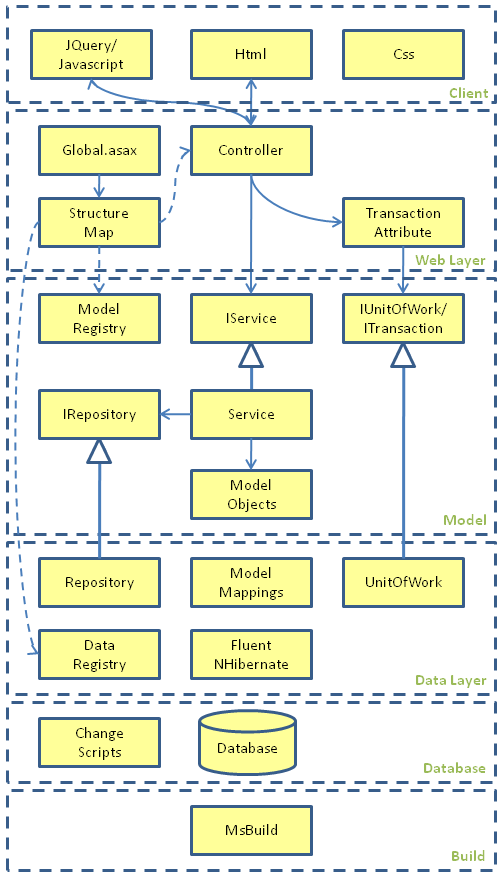 JQuery/
Javascript
Html
Css
Client
Global.asax
Controller
Structure
Map
Transaction
Attribute
Web Layer
Model
Registry
IService
IUnitOfWork/
ITransaction
IRepository
Service
Model
Objects
Model
Repository
Model
Mappings
UnitOfWork
Data
Registry
Fluent
NHibernate
Data Layer
Change
Scripts
Database
Database
MsBuild
Build